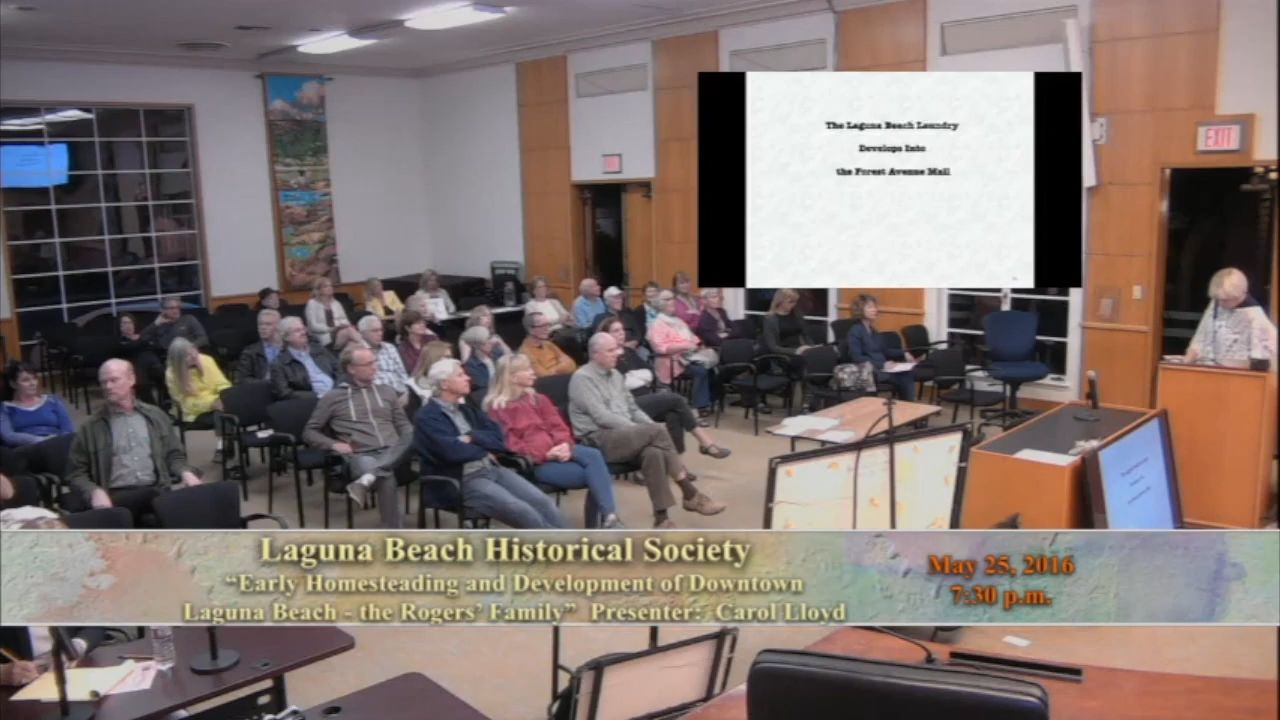 The Laguna Beach Laundry
Develops Into
the Forest Avenue Mall
EXIT
Laguna Beach Historical Society
“Early Homesteading and Development of Downtown
Laguna Beach - the Rogers’ Family” Presenter: Carol Lloyd
May 25, 2016
7:30 p.m.